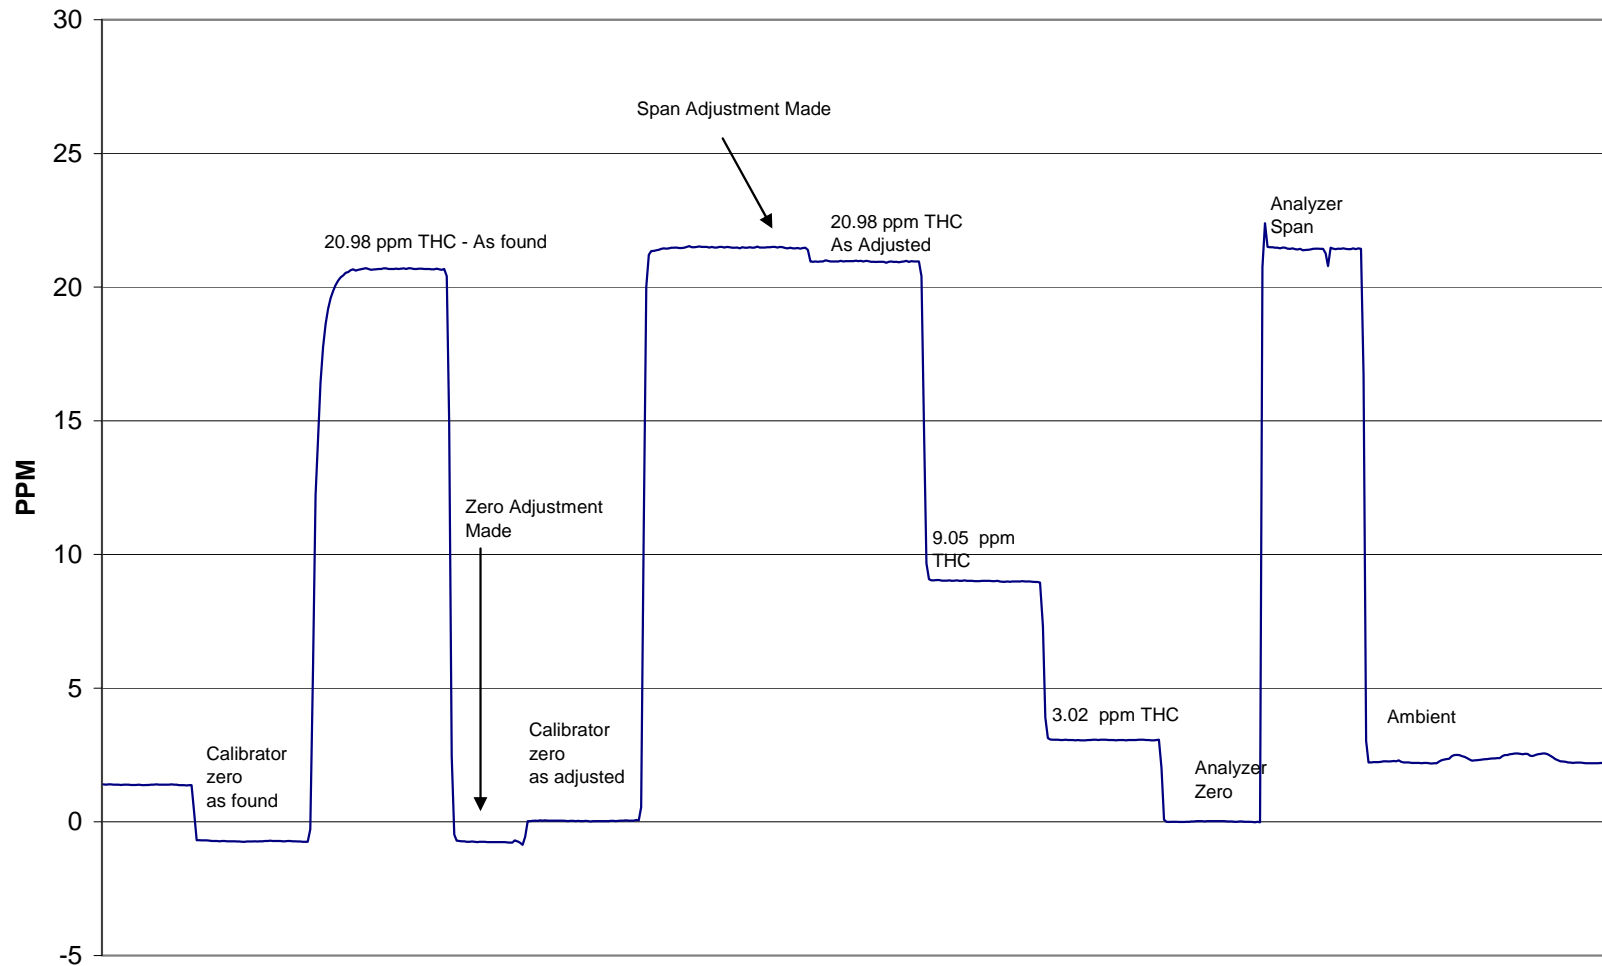 30
25
20
15
10
5
0
-5
PPM
Span Adjustment Made
20.98 ppm THC - As found
20.98 ppm THC
As Adjusted
Analyzer
Span
Zero Adjustment
Made
9.05 ppm
THC
Calibrator
zero
as found
Calibrator
zero
as adjusted
3.02 ppm THC
Analyzer
Zero
Ambient